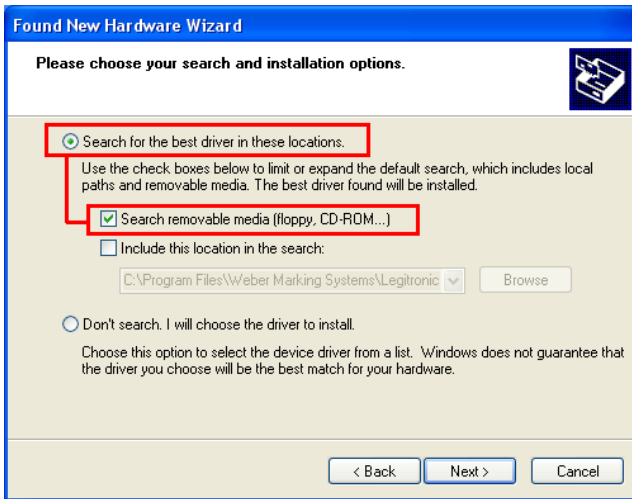 Found New Hardware Wizard
Please choose your search and installation options.
Search for the best driver in these locations.
Use the check boxes below to limit or expand the default search, which includes local
paths and removable media. The best driver found will be installed.
Search removable media (floppy, CD-ROM...)
Include this location in the search:
C:\Program Files\Weber Marking Systems\Legitronic
Browse
Don't search. I will choose the driver to install.
Choose this option to select the device driver from a list. Windows does not guarantee that
the driver you choose will be the best match for your hardware.
< Back Next > Cancel